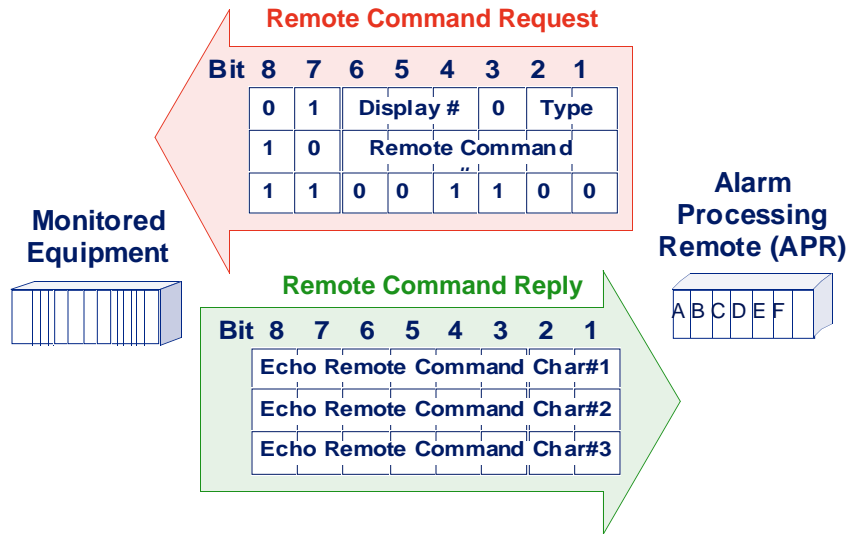 Remote Command Request
Bit 8 7 6 5 4 3 2 1
0 1 Display # 0 Type
1 0 Remote Command
1 1 0 0 1 1 0 0
Monitored
Equipment
Alarm
Processing
Remote (APR)
A B C D E F
Remote Command Reply
Bit 8 7 6 5 4 3 2 1
Echo Remote Command Char#1
Echo Remote Command Char#2
Echo Remote Command Char#3